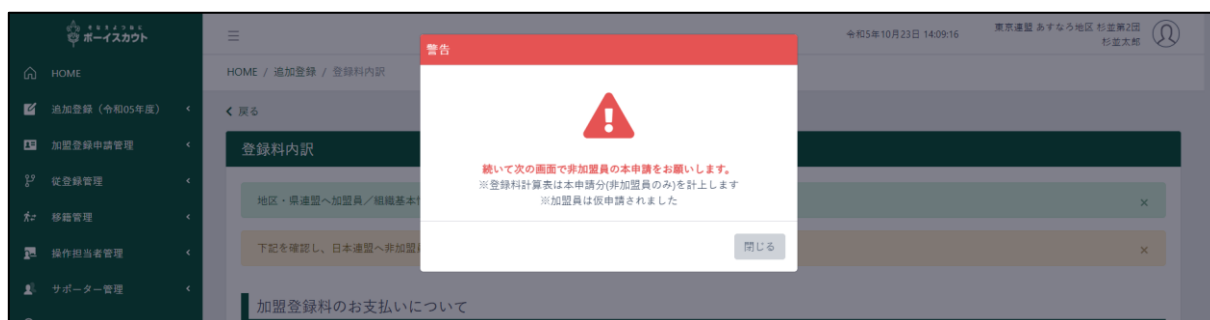 ボーイスカウト
令和5年10月23日 14:09:16
東京連盟 あすなろ地区 杉並第2団
杉並太郎
HOME
追加登録（令和05年度）
加盟登録申請管理
従登録管理
移籍管理
操作担当者管理
サポーター管理
HOME / 追加登録 / 登録料内訳
戻る
登録料内訳
地区・県連盟へ加盟員／組織基本
下記を確認し、日本連盟へ非加盟
加盟登録料のお支払いについて
警告
続いて次の画面で非加盟員の本申請をお願いします。
※登録料計算表は本申請分(非加盟員のみ)を計上します
※加盟員は仮申請されました
閉じる